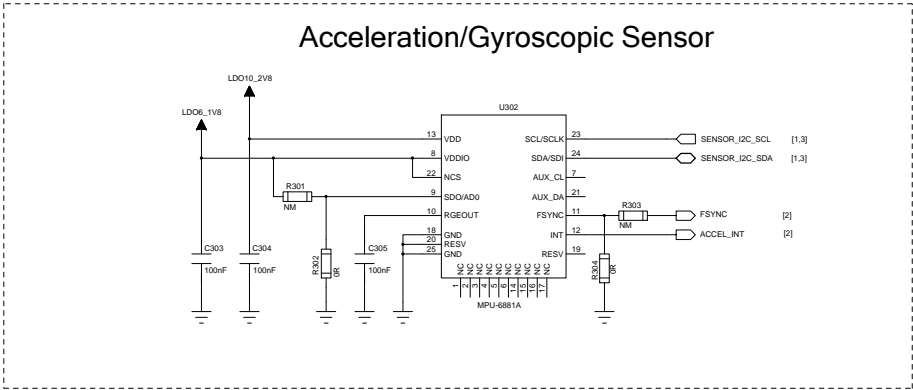 Acceleration/Gyroscopic Sensor
LDO10_2V8
LDO6_1V8
U302
13 VDD SCL/SCLK 23 SENSOR_I2C_SCL [1,3]
8 VDDIO SDA/SDI 24 SENSOR_I2C_SDA [1,3]
22 NCS AUX_CL 7
R301
NM
9 SDO/AD0 AUX_DA 21
R303
NM
10 RGEOUT FSYNC 11 FSYNC [2]
18 GND INT 12 ACCEL_INT [2]
20 RESV
25 GND RESV 19
C303
100nF
C304
100nF
R302
0R
C305
100nF
R304
0R
NC NC NC NC NC NC NC NC NC NC
1 2 3 4 5 6 14 15 16 17
MPU-6881A